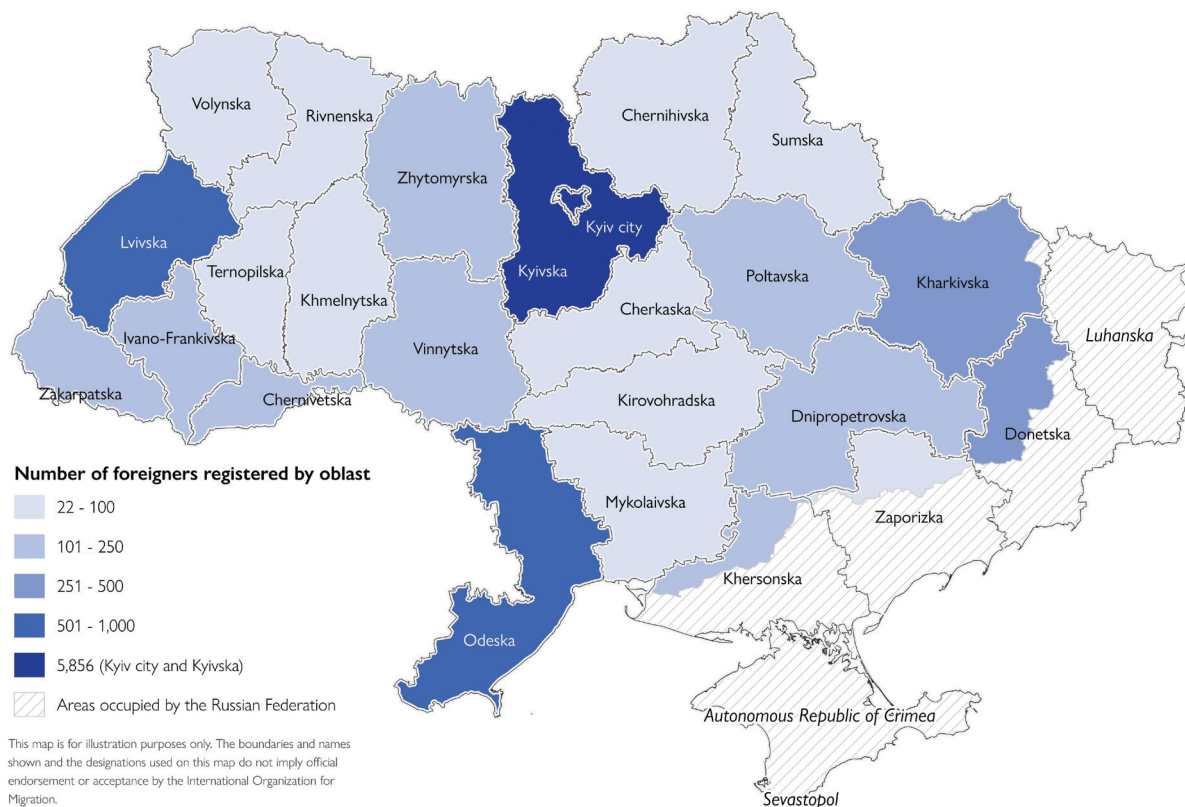 Volynska
Rivnenska
Chernihivska
Sumska
Zhytomyrska
Lvivska
Kyiv city
Kyivska
Ternopilska
Khmelnytska
Cherkaska
Poltavska
Kharkivska
Luhanska
Ivano-Frankivska
Vinnytska
Zakarpatska
Chernivetska
Kirovohradska
Dnipropetrovska
Donetska
Mykolaivska
Zaporizka
Khersonska
Odeska
Autonomous Republic of Crimea
Sevastopol
Number of foreigners registered by oblast
22 - 100
101 - 250
251 - 500
501 - 1,000
5,856 (Kyiv city and Kyivska)
Areas occupied by the Russian Federation
This map is for illustration purposes only. The boundaries and names
shown and the designations used on this map do not imply official
endorsement or acceptance by the International Organization for
Migration.